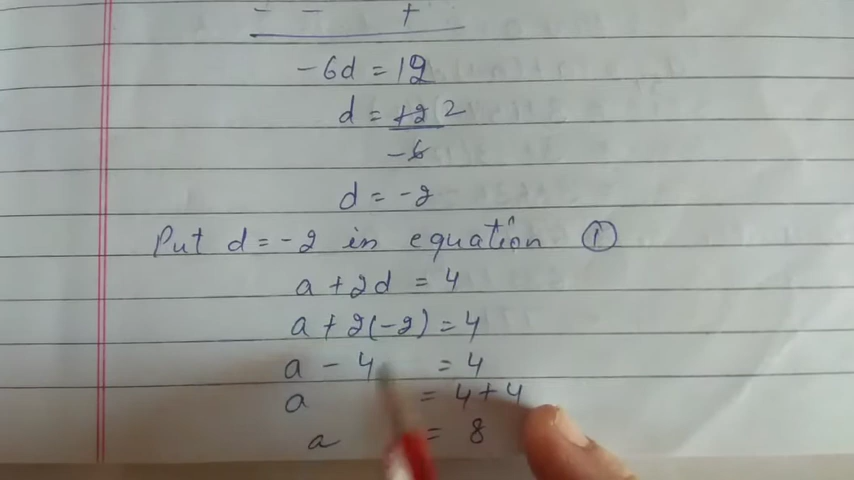 - - +
-6d = 12
d = 12 2
-6
d = -2
Put d = -2 in equation ①
a + 2d = 4
a + 2(-2) = 4
a - 4 = 4
a = 4 + 4
a = 8